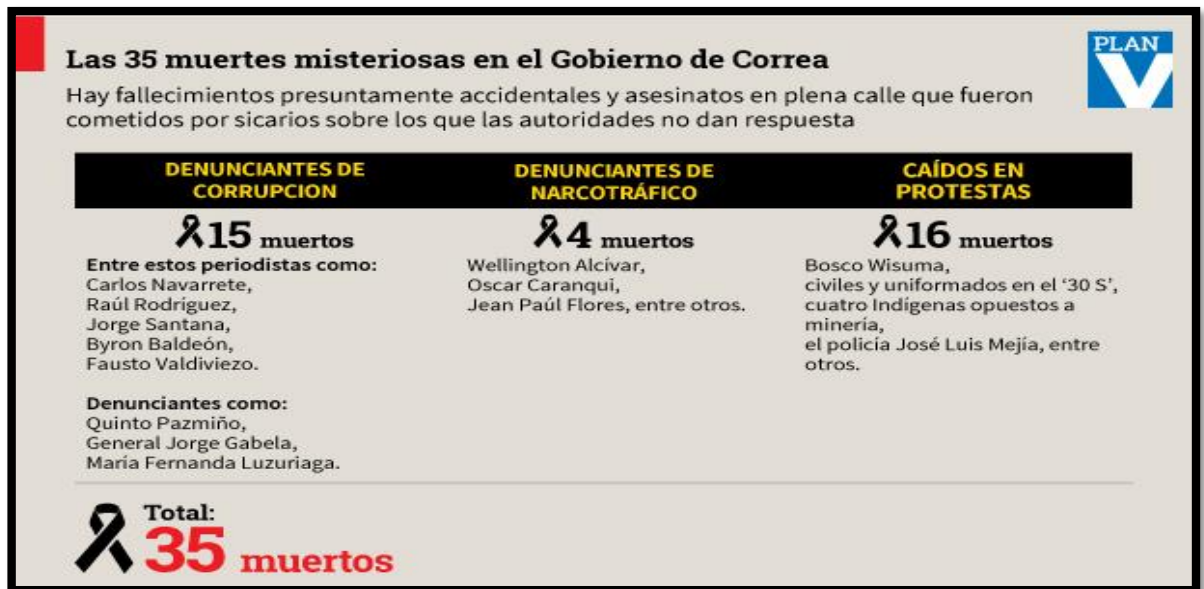 Las 35 muertes misteriosas en el Gobierno de Correa
PLAN
V
Hay fallecimientos presuntamente accidentales y asesinatos en plena calle que fueron
cometidos por sicarios sobre los que las autoridades no dan respuesta
DENUNCIANTES DE
CORRUPCION
15 muertos
Entre estos periodistas como:
Carlos Navarrete,
Raúl Rodríguez,
Jorge Santana,
Byron Baldeón,
Fausto Valdiviezo.
Denunciantes como:
Quinto Pazmiño,
General Jorge Gabela,
María Fernanda Luzuriaga.
DENUNCIANTES DE
NARCOTRÁFICO
4 muertos
Wellington Alcívar,
Oscar Caranqui,
Jean Paúl Flores, entre otros.
CAÍDOS EN
PROTESTAS
16 muertos
Bosco Wisuma,
civiles y uniformados en el ‘30 S’,
cuatro Indígenas opuestos a
minería,
el policía José Luis Mejía, entre
otros.
Total:
35 muertos